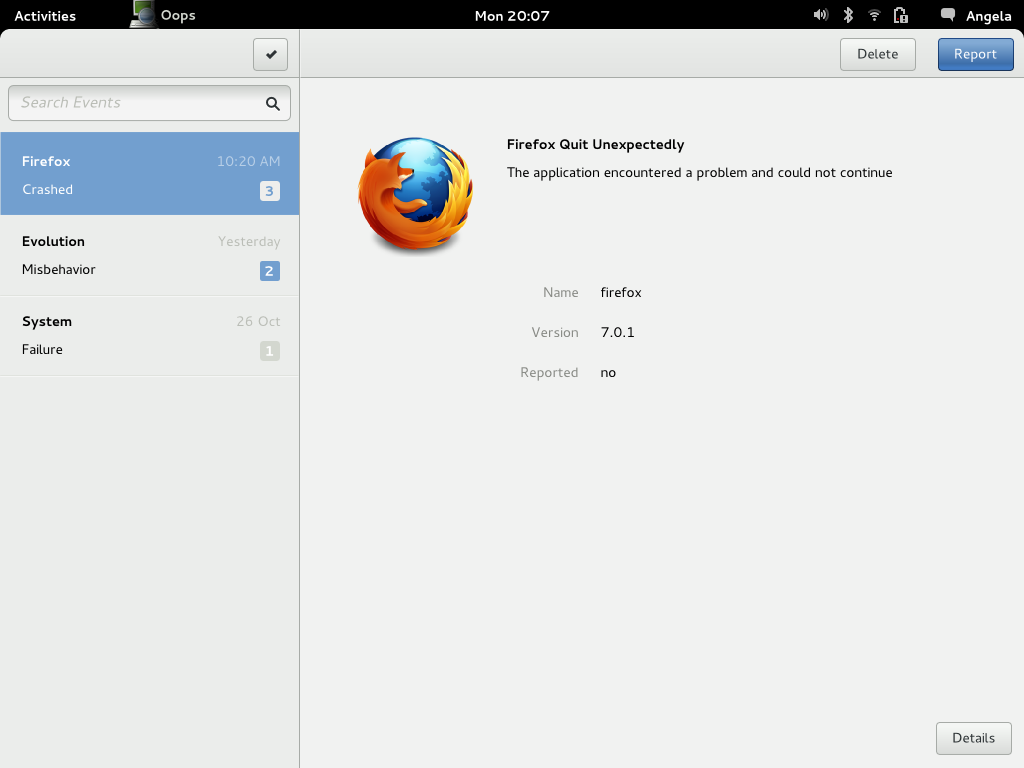 Activities Oops Mon 20:07 Angela
Delete Report
Search Events
Firefox 10:20 AM
Crashed 3
Evolution Yesterday
Misbehavior 2
System 26 Oct
Failure 1
Firefox Quit Unexpectedly
The application encountered a problem and could not continue
Name firefox
Version 7.0.1
Reported no
Details